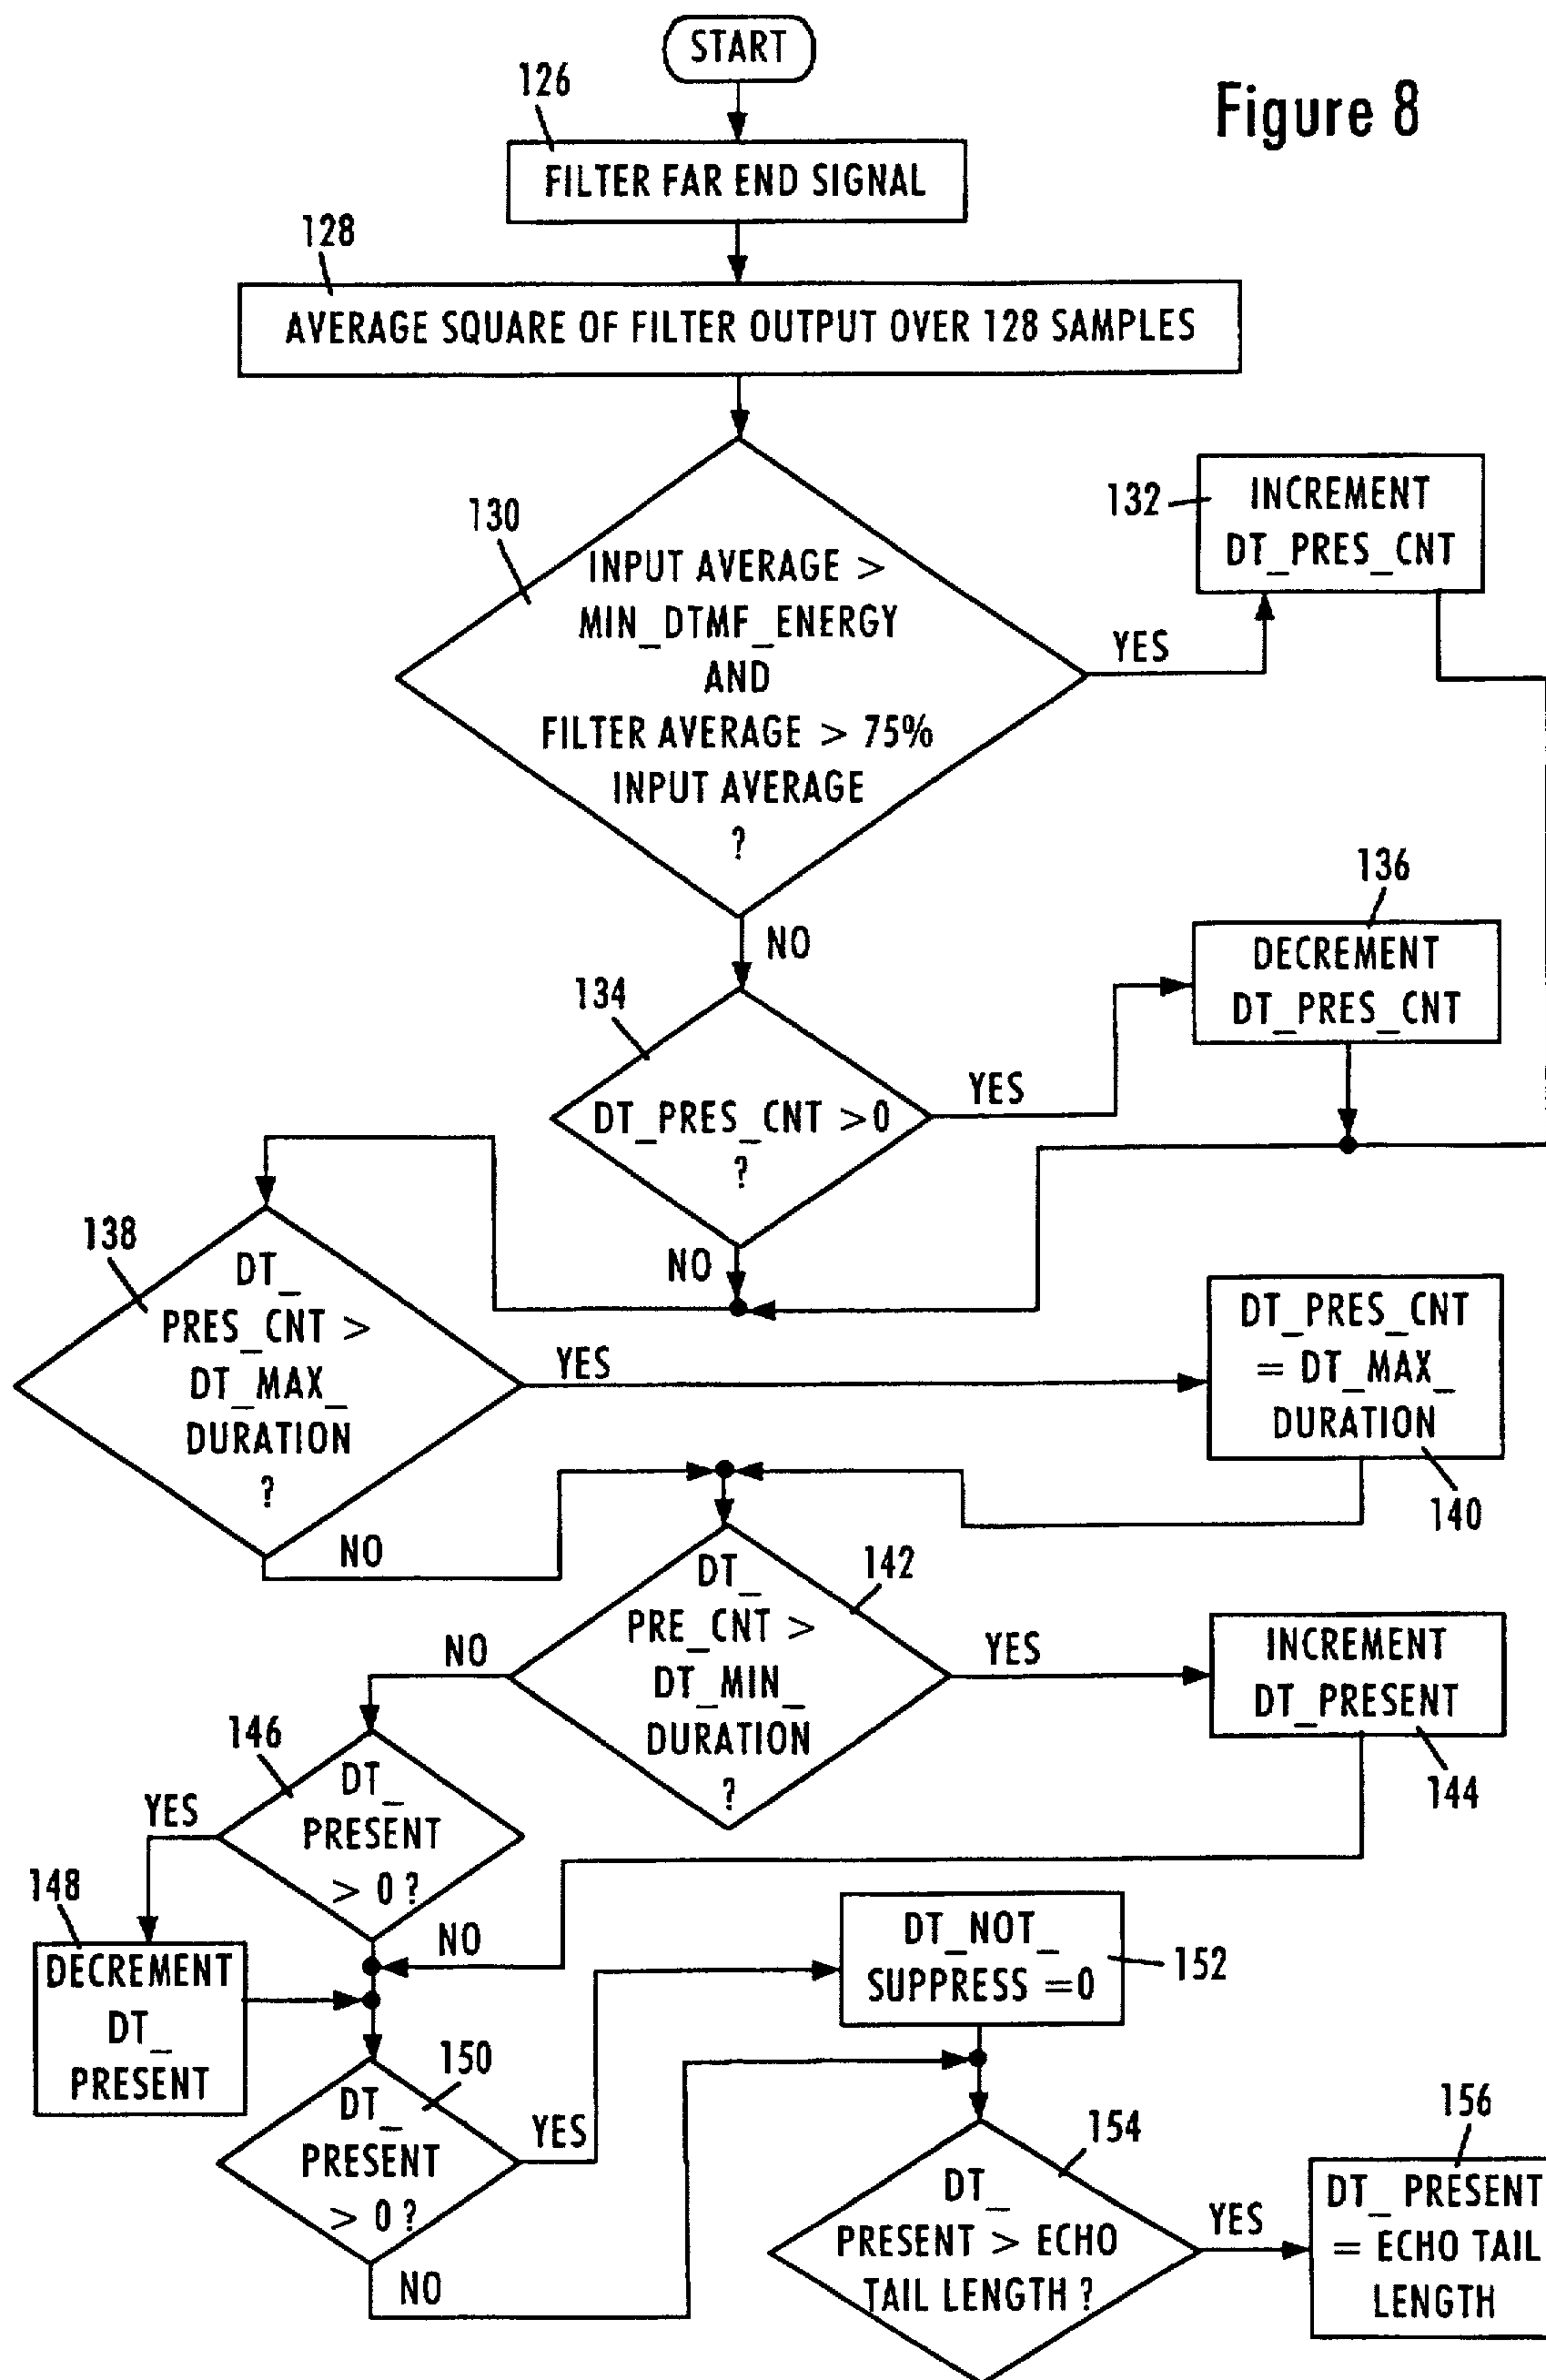 START
Figure 8
126
FILTER FAR END SIGNAL
128
AVERAGE SQUARE OF FILTER OUTPUT OVER 128 SAMPLES
130
INPUT AVERAGE >
MIN_DTMF_ENERGY
AND
FILTER AVERAGE > 75%
INPUT AVERAGE
?
YES
132
INCREMENT
DT_PRES_CNT
NO
134
DT_PRES_CNT >0
?
YES
136
DECREMENT
DT_PRES_CNT
NO
138
DT_
PRES_CNT >
DT_MAX_
DURATION
?
YES
DT_PRES_CNT
= DT_MAX_
DURATION
140
NO
142
DT_
PRE_CNT >
DT_MIN_
DURATION
?
YES
INCREMENT
DT_PRESENT
144
NO
146
DT_
PRESENT
> 0 ?
YES
148
DECREMENT
DT_
PRESENT
NO
150
DT_
PRESENT
> 0 ?
YES
DT_NOT_
SUPPRESS =0
152
NO
154
DT_
PRESENT > ECHO
TAIL LENGTH ?
YES
156
DT_ PRESENT
= ECHO TAIL
LENGTH